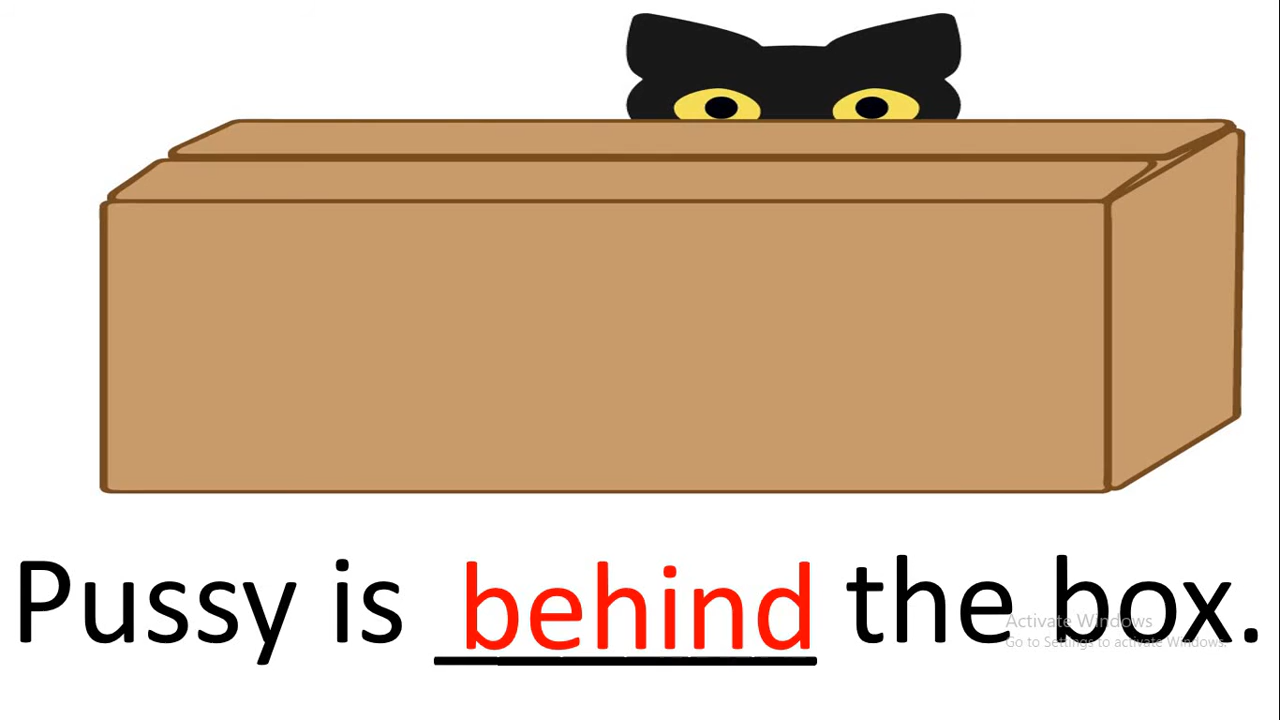 Pussy is behind the box.
Activate Windows
Go to Settings to activate Windows.